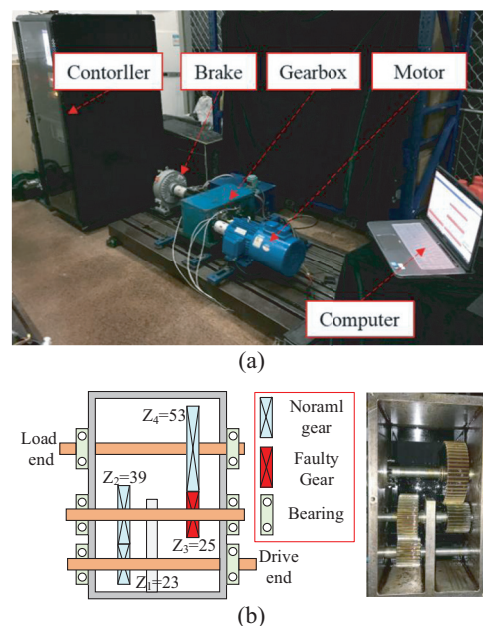 Contorller
Brake
Gearbox
Motor
Computer
(a)
Z4=53
Load
end
Z2=39
Z3=25
Z1=23
Drive
end
Noraml
gear
Faulty
Gear
Bearing
(b)